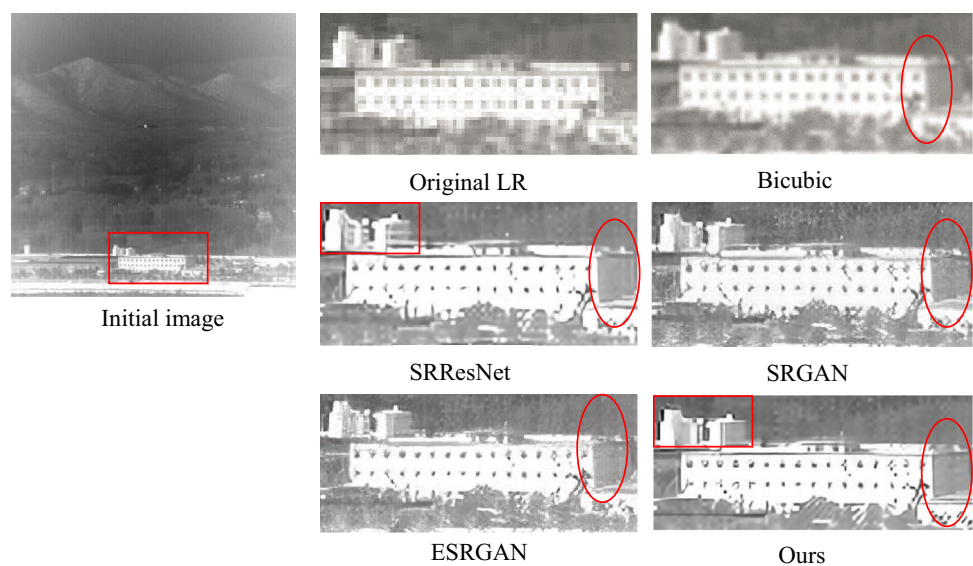 Original LR
Bicubic
Initial image
SRResNet
SRGAN
ESRGAN
Ours